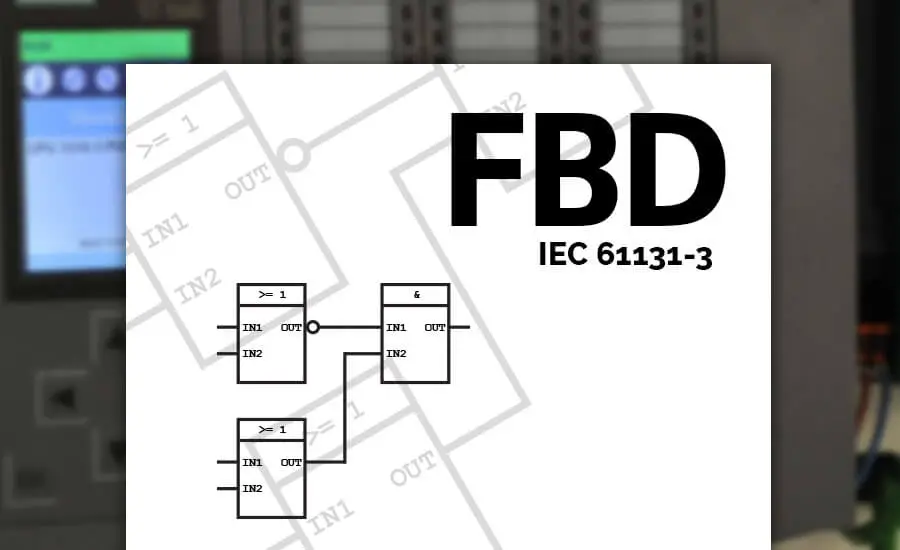 FBD
IEC 61131-3
>= 1
IN1 OUT
IN2
&
IN1 OUT
IN2
>= 1
IN1 OUT
IN2
>= 1
OUT
IN1
IN2
IN2
>= 1
OUT
IN1